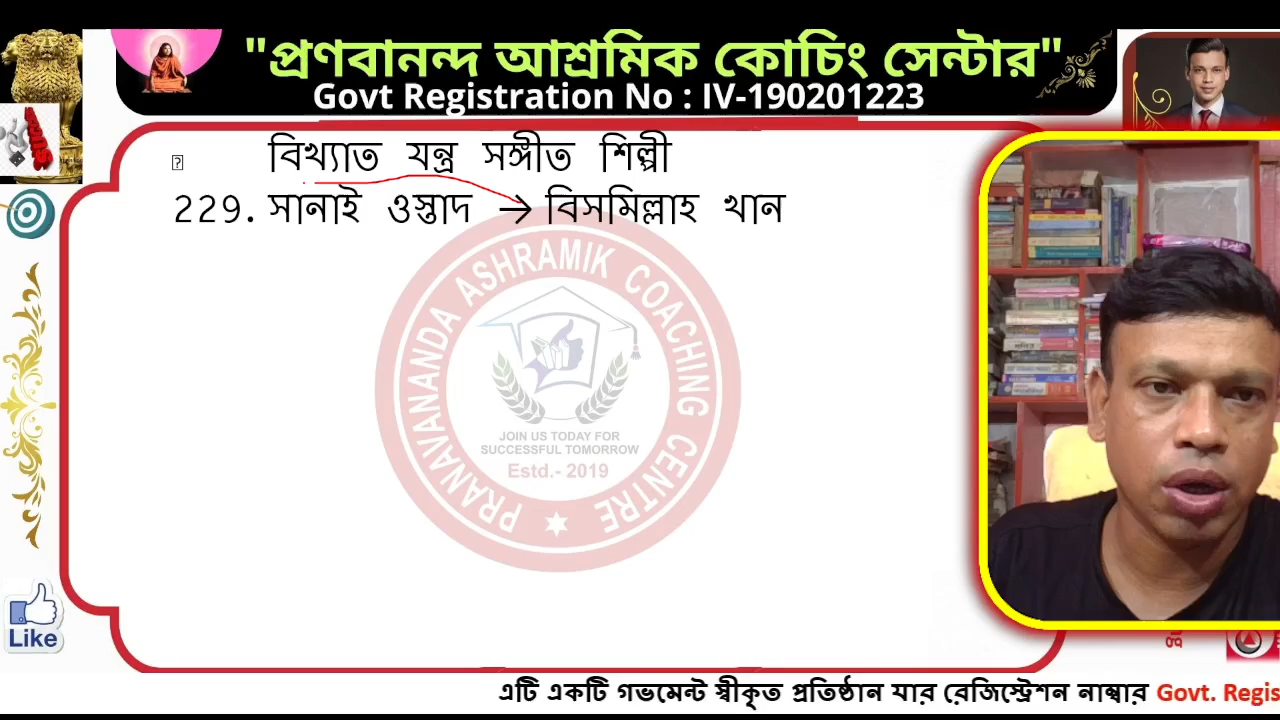 "প্রণবানন্দ আশ্রমিক কোচিং সেন্টার"
Govt Registration No : IV-190201223
বিখ্যাত যন্ত্র সঙ্গীত শিল্পী
229. সানাই ওস্তাদ → বিসমিল্লাহ খান
PRANAVANANDA ASHRAMIK COACHING CENTRE
JOIN US TODAY FOR
SUCCESSFUL TOMORROW
Estd.- 2019
Like
এটি একটি গভমেন্ট স্বীকৃত প্রতিষ্ঠান যার রেজিস্ট্রেশন নাম্বার Govt. Regis